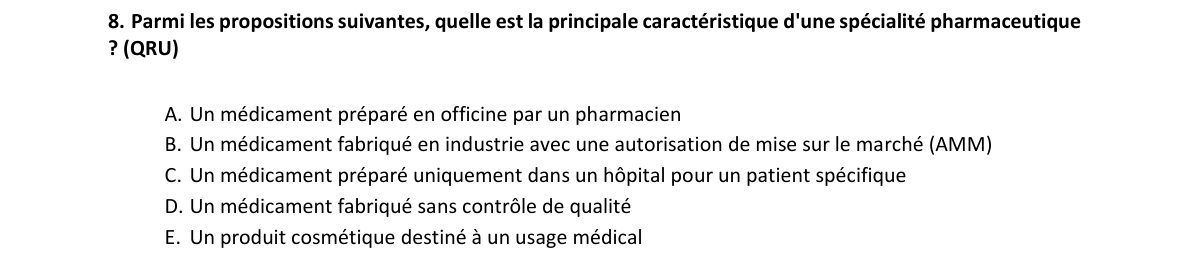 8. Parmi les propositions suivantes, quelle est la principale caractéristique d'une spécialité pharmaceutique
? (QRU)
A. Un médicament préparé en officine par un pharmacien
B. Un médicament fabriqué en industrie avec une autorisation de mise sur le marché (AMM)
C. Un médicament préparé uniquement dans un hôpital pour un patient spécifique
D. Un médicament fabriqué sans contrôle de qualité
E. Un produit cosmétique destiné à un usage médical